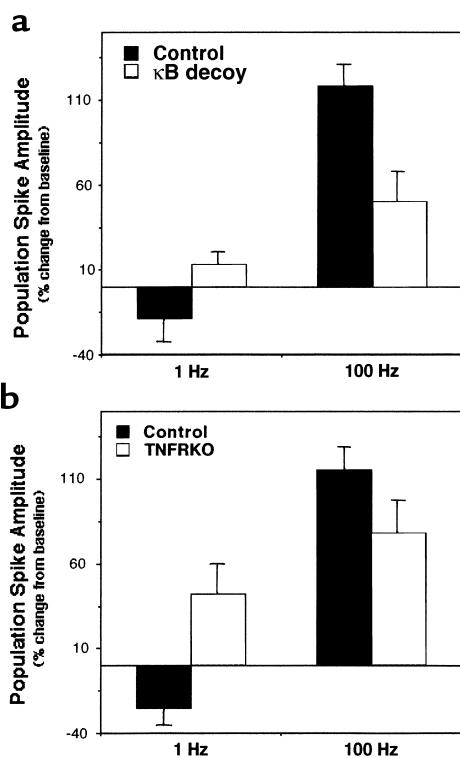 a
Control
κB decoy
Population Spike Amplitude
(% change from baseline)
110
60
10
-40
1 Hz
100 Hz
b
Control
TNFRKO
Population Spike Amplitude
(% change from baseline)
110
60
10
-40
1 Hz
100 Hz